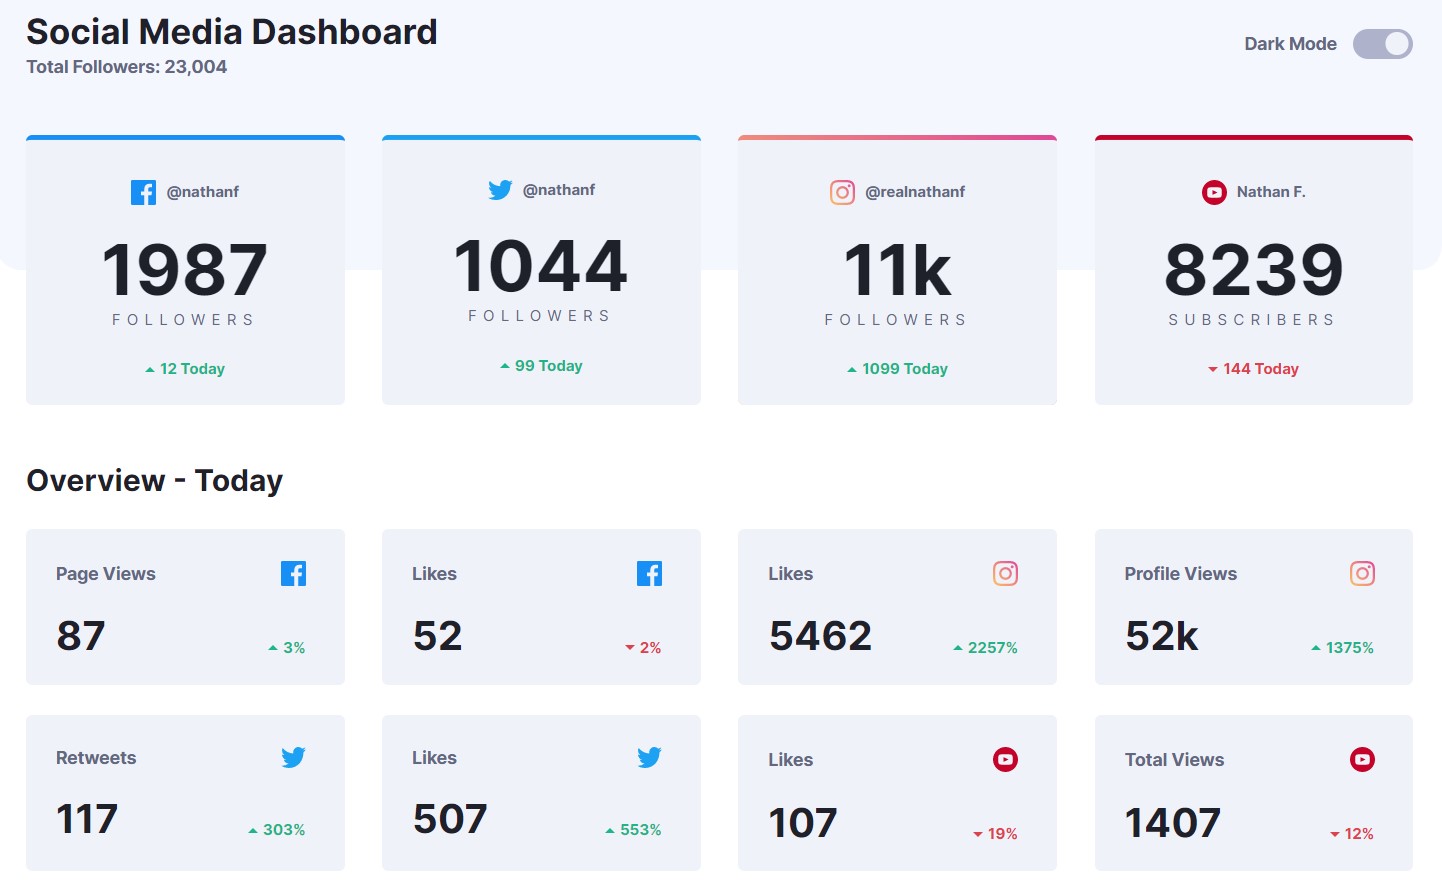 Social Media Dashboard
Total Followers: 23,004
Dark Mode
@nathanf
1987
FOLLOWERS
12 Today
@nathanf
1044
FOLLOWERS
99 Today
@realnathanf
11k
FOLLOWERS
1099 Today
Nathan F.
8239
SUBSCRIBERS
144 Today
Overview - Today
Page Views
87
3%
Likes
52
2%
Likes
5462
2257%
Profile Views
52k
1375%
Retweets
117
303%
Likes
507
553%
Likes
107
19%
Total Views
1407
12%